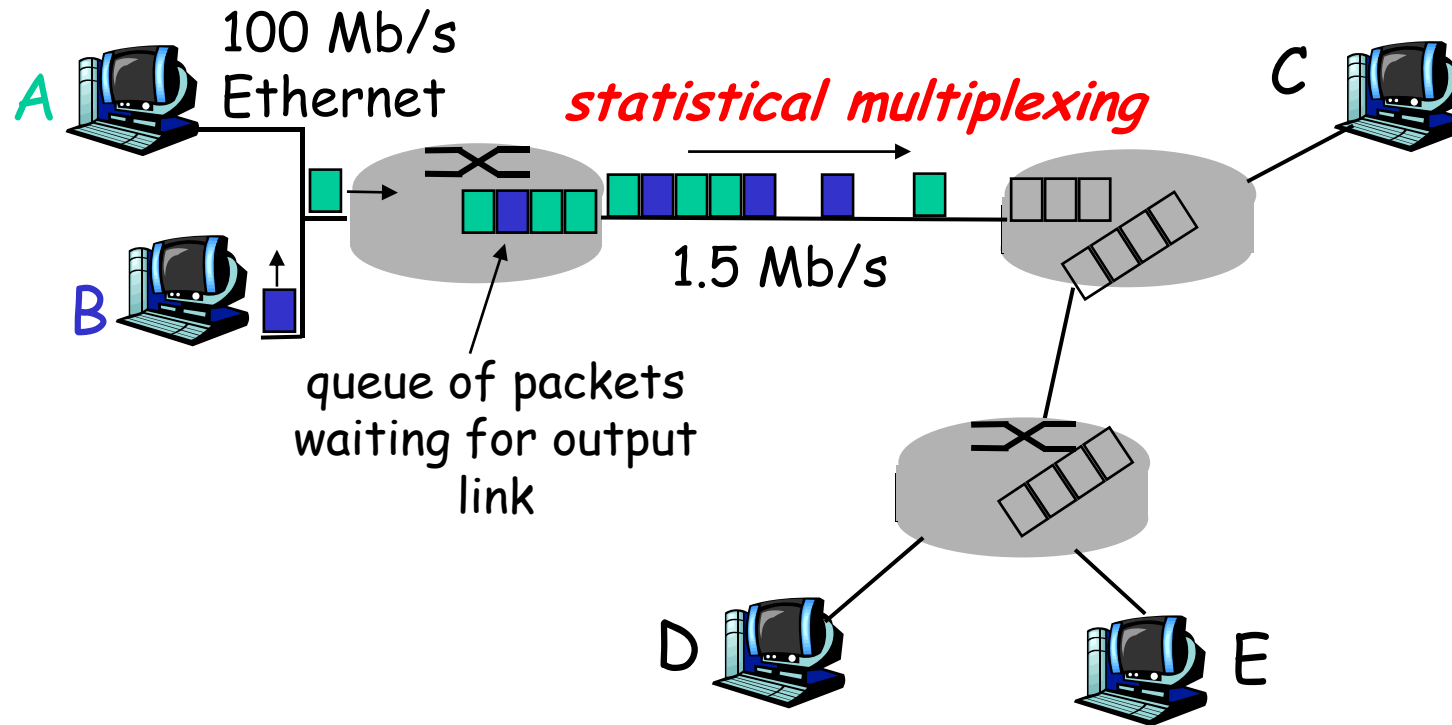 100 Mb/s
Ethernet
A
statistical multiplexing
C
B
1.5 Mb/s
queue of packets
waiting for output
link
D
E